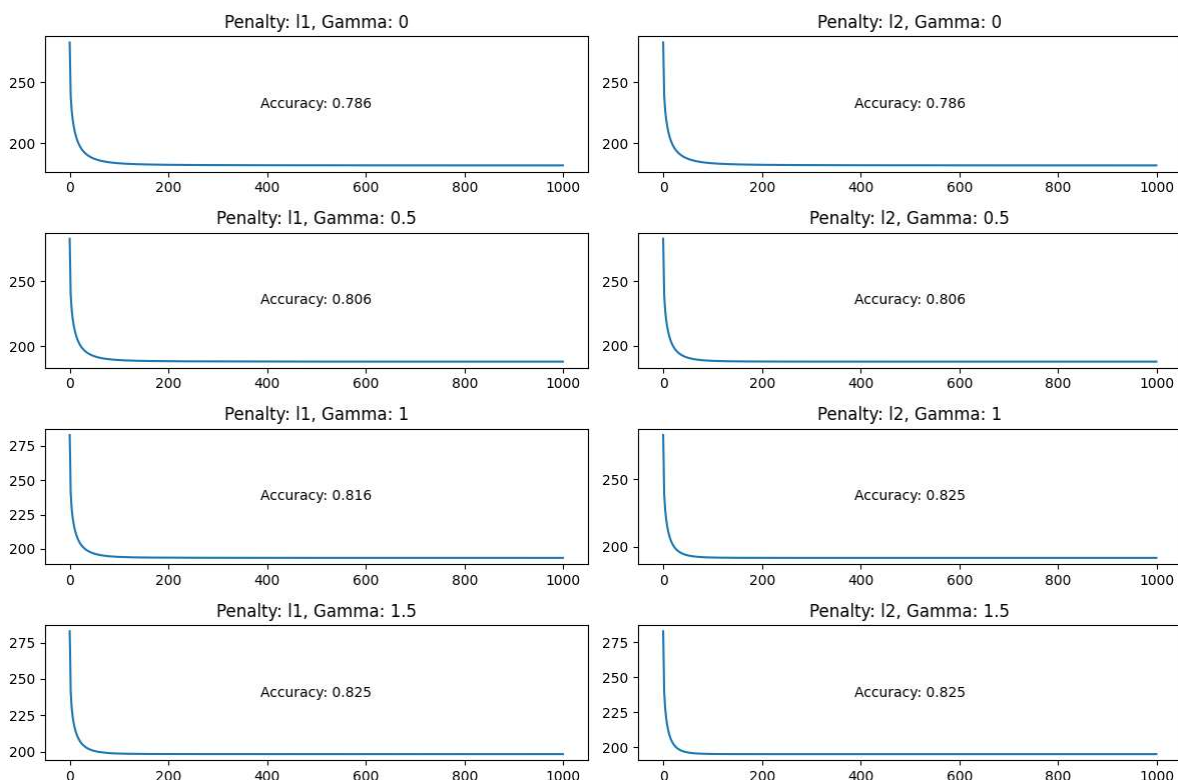 Penalty: l1, Gamma: 0
250
200
Accuracy: 0.786
0 200 400 600 800 1000
Penalty: l2, Gamma: 0
250
200
Accuracy: 0.786
0 200 400 600 800 1000
Penalty: l1, Gamma: 0.5
250
200
Accuracy: 0.806
0 200 400 600 800 1000
Penalty: l2, Gamma: 0.5
250
200
Accuracy: 0.806
0 200 400 600 800 1000
Penalty: l1, Gamma: 1
275
250
225
200
Accuracy: 0.816
0 200 400 600 800 1000
Penalty: l2, Gamma: 1
250
200
Accuracy: 0.825
0 200 400 600 800 1000
Penalty: l1, Gamma: 1.5
275
250
225
200
Accuracy: 0.825
0 200 400 600 800 1000
Penalty: l2, Gamma: 1.5
275
250
225
200
Accuracy: 0.825
0 200 400 600 800 1000